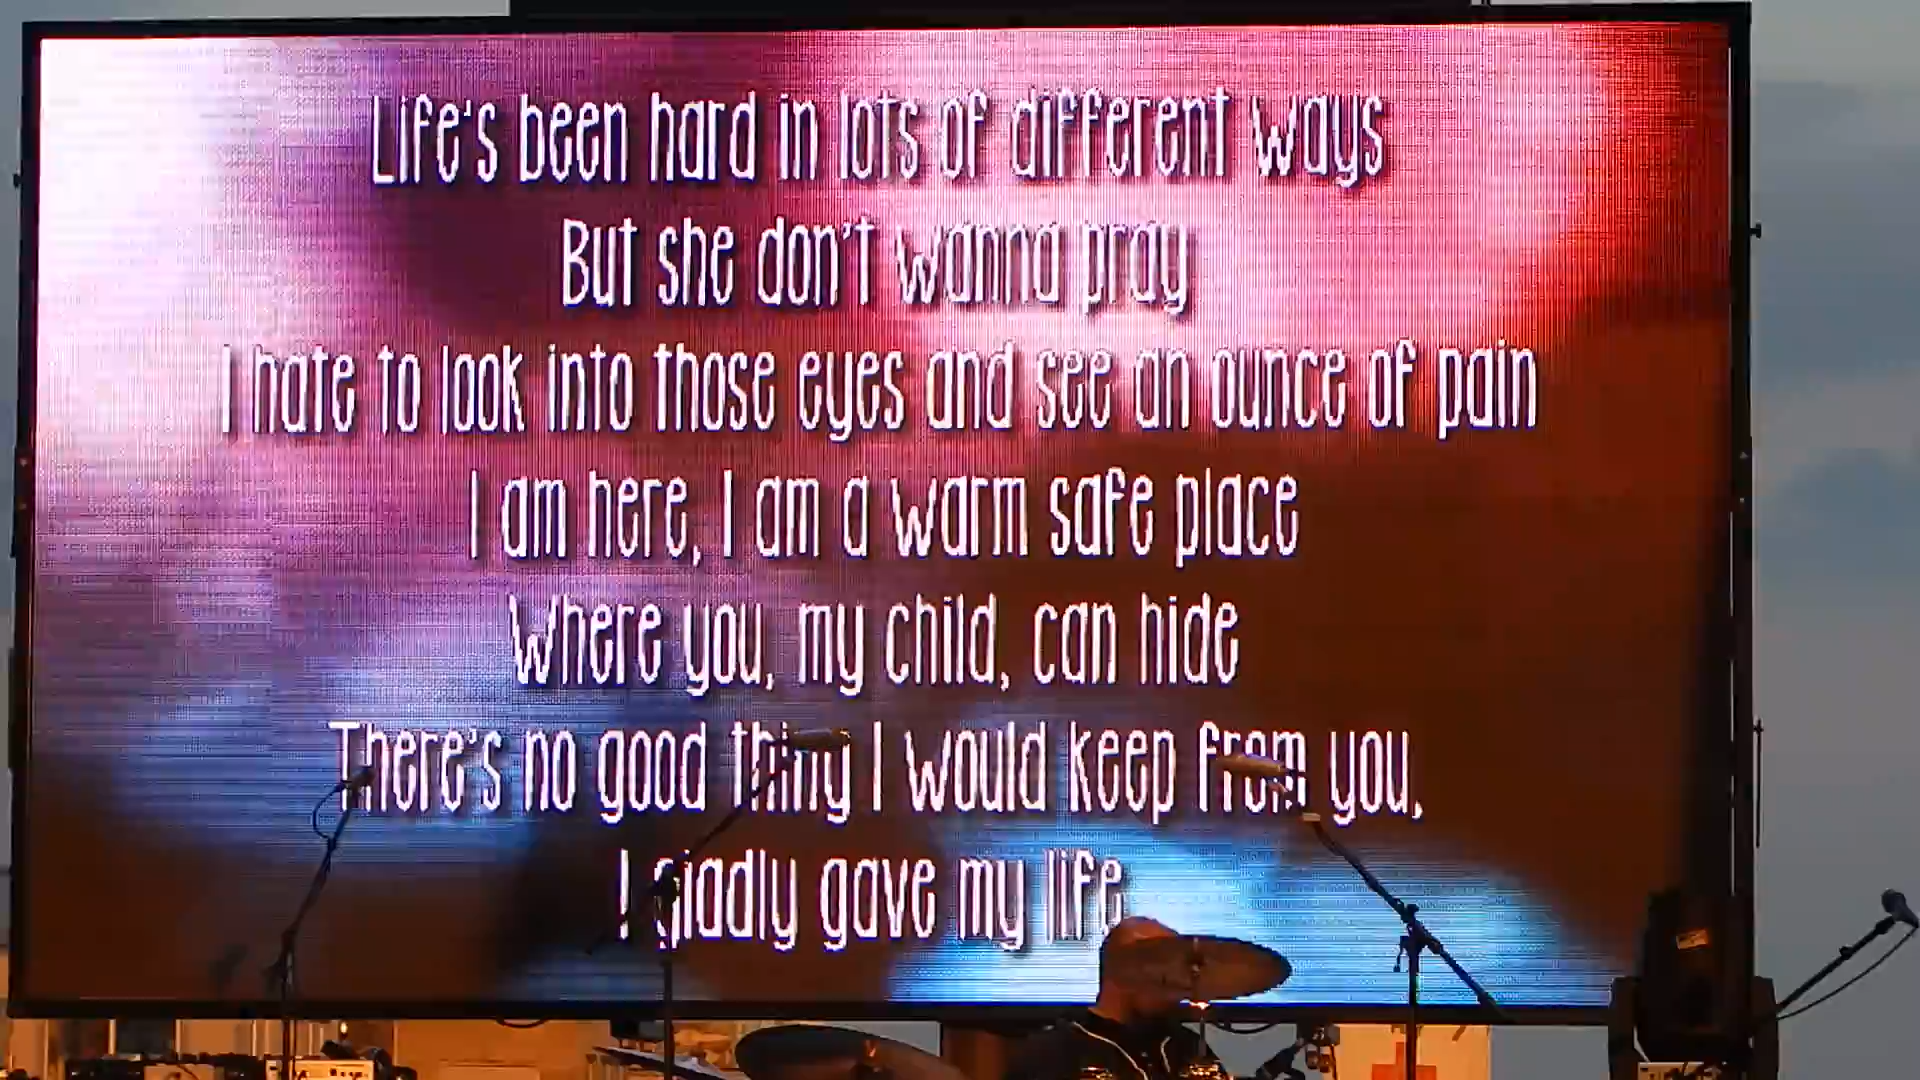 Life's been hard in lots of different ways
But she don't wanna pray
I hate to look into those eyes and see an ounce of pain
I am here, I am a warm safe place
Where you, my child, can hide
There's no good thing I would keep from you,
I gladly gave my life